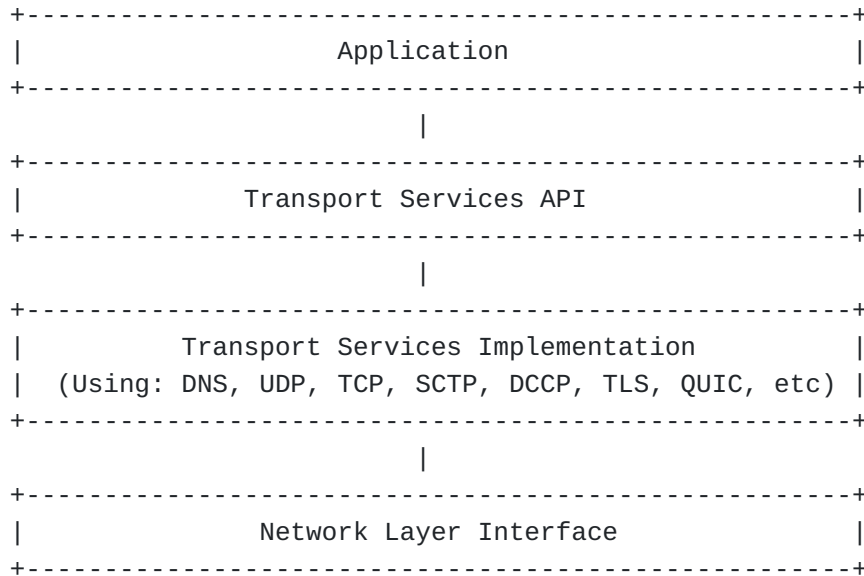 Application
Transport Services API
Transport Services Implementation
(Using: DNS, UDP, TCP, SCTP, DCCP, TLS, QUIC, etc)
Network Layer Interface